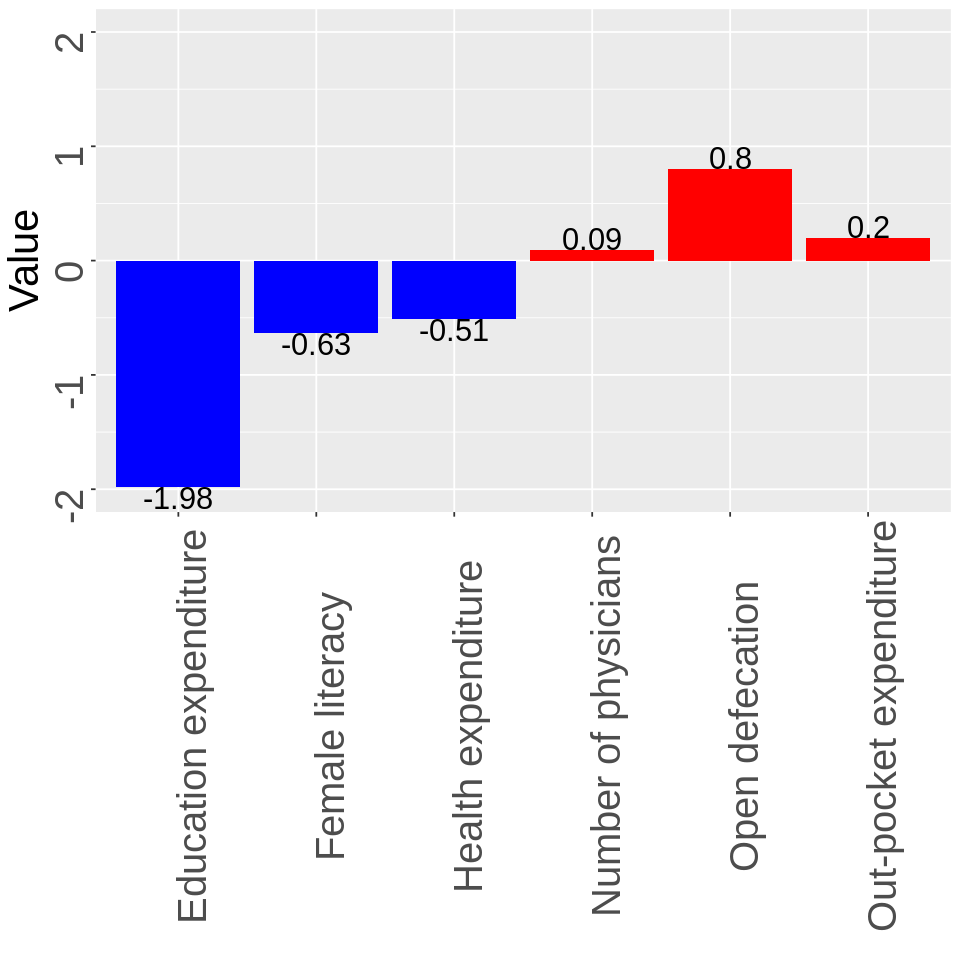 Value
2
1
0
-1
-2
0.8
0.2
0.09
-0.51
-0.63
-1.98
Education expenditure
Female literacy
Health expenditure
Number of physicians
Open defecation
Out-pocket expenditure